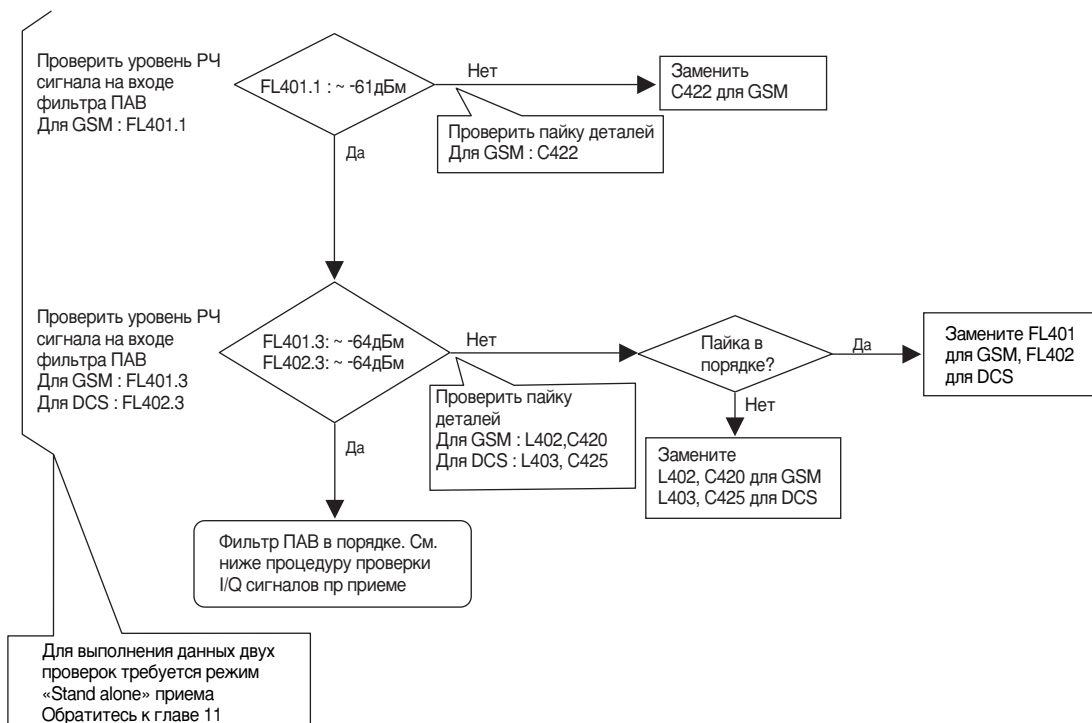 Проверить уровень РЧ
сигнала на входе
фильтра ПАВ
Для GSM : FL401.1
FL401.1 : ~ -61дБм
Нет
Заменить
C422 для GSM
Проверить пайку деталей
Для GSM : C422
Да
Проверить уровень РЧ
сигнала на входе
фильтра ПАВ
Для GSM : FL401.3
Для DCS : FL402.3
FL401.3: ~ -64дБм
FL402.3: ~ -64дБм
Нет
Проверить пайку
деталей
Для GSM : L402,C420
Для DCS : L403, C425
Пайка в
порядке?
Да
Замените FL401
для GSM, FL402
для DCS
Нет
Замените
L402, C420 для GSM
L403, C425 для DCS
Да
Фильтр ПАВ в порядке. См.
ниже процедуру проверки
I/Q сигналов пр приеме
Для выполнения данных двух
проверок требуется режим
«Stand alone» приема
Обратитесь к главе 11